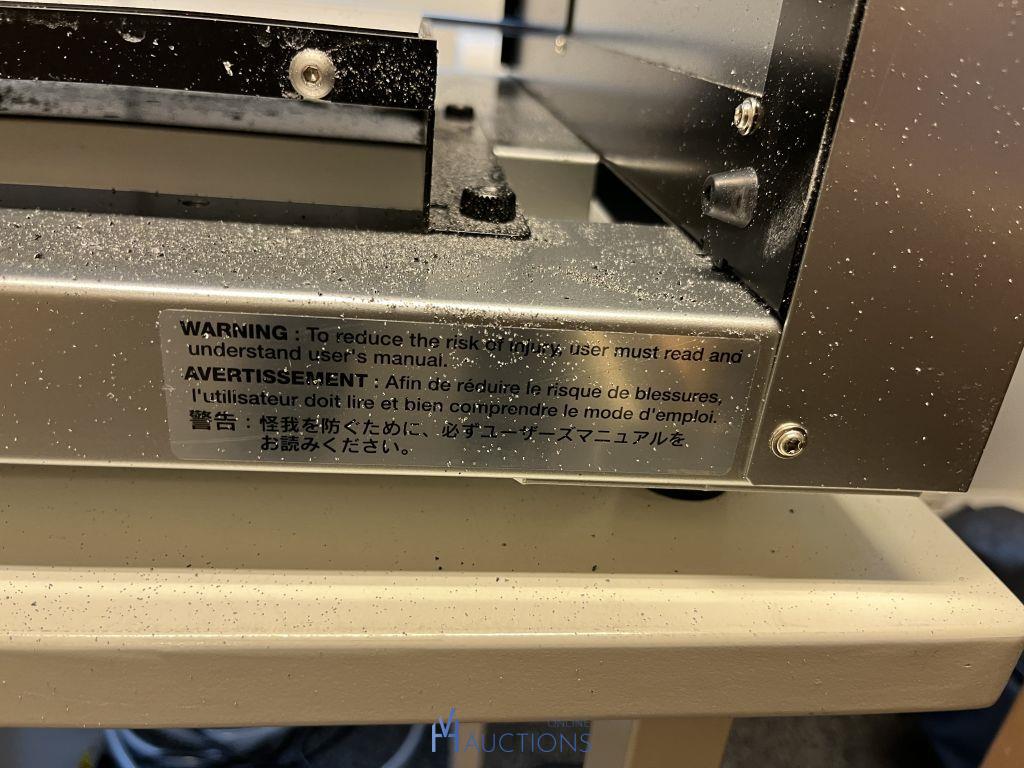 WARNING : To reduce the risk of injury, user must read and
understand user's manual.
AVERTISSEMENT : Afin de réduire le risque de blessures,
l'utilisateur doit lire et bien comprendre le mode d'emploi.
警告：怪我を防ぐために、必ずユーザーズマニュアルを
お読みください。
VH ONLINE
AUCTIONS